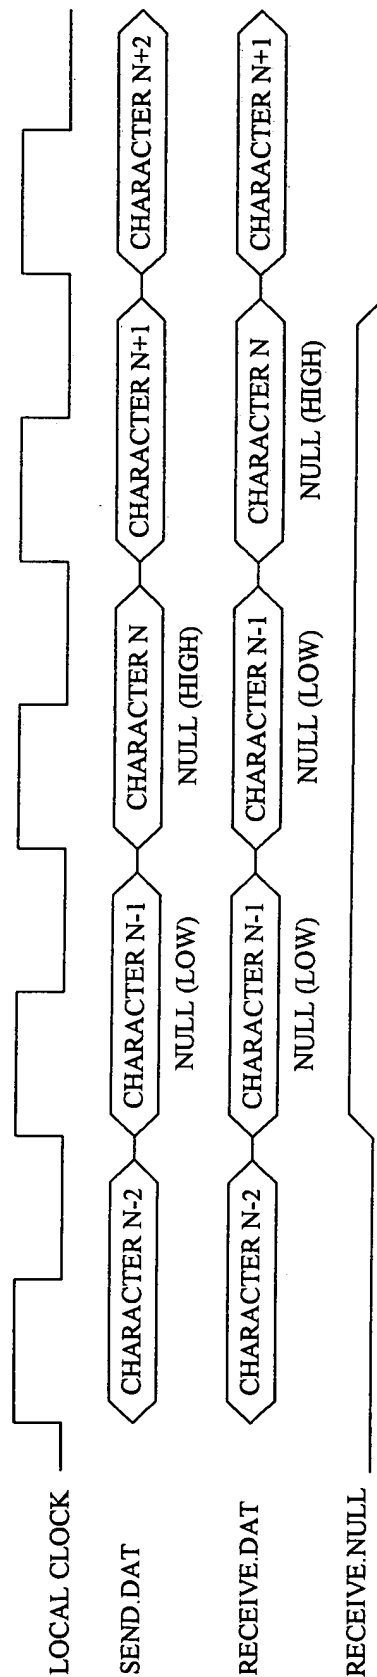 LOCAL CLOCK
SEND.DAT
CHARACTER N-2
CHARACTER N-1
CHARACTER N
CHARACTER N+1
CHARACTER N+2
NULL (LOW)
NULL (HIGH)
RECEIVE.DAT
CHARACTER N-2
CHARACTER N-1
CHARACTER N-1
CHARACTER N
CHARACTER N+1
NULL (LOW)
NULL (LOW)
NULL (HIGH)
RECEIVE.NULL